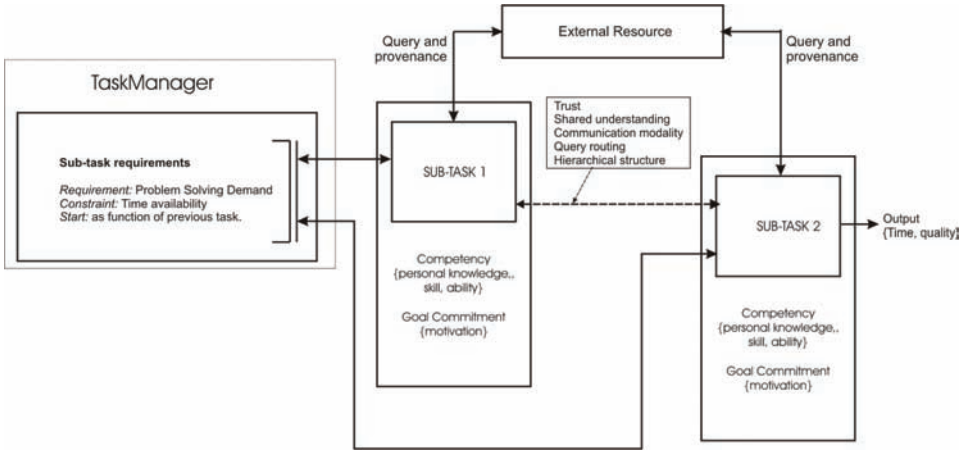 External Resource
Query and
provenance
Query and
provenance
TaskManager
Sub-task requirements
Requirement: Problem Solving Demand
Constraint: Time availability
Start: as function of previous task.
Trust
Shared understanding
Communication modality
Query routing
Hierarchical structure
SUB-TASK 1
Competency
{personal knowledge,,
skill, ability}
Goal Commitment
{motivation}
SUB-TASK 2
Output
{Time, quality}
Competency
{personal knowledge,,
skill, ability}
Goal Commitment
{motivation}